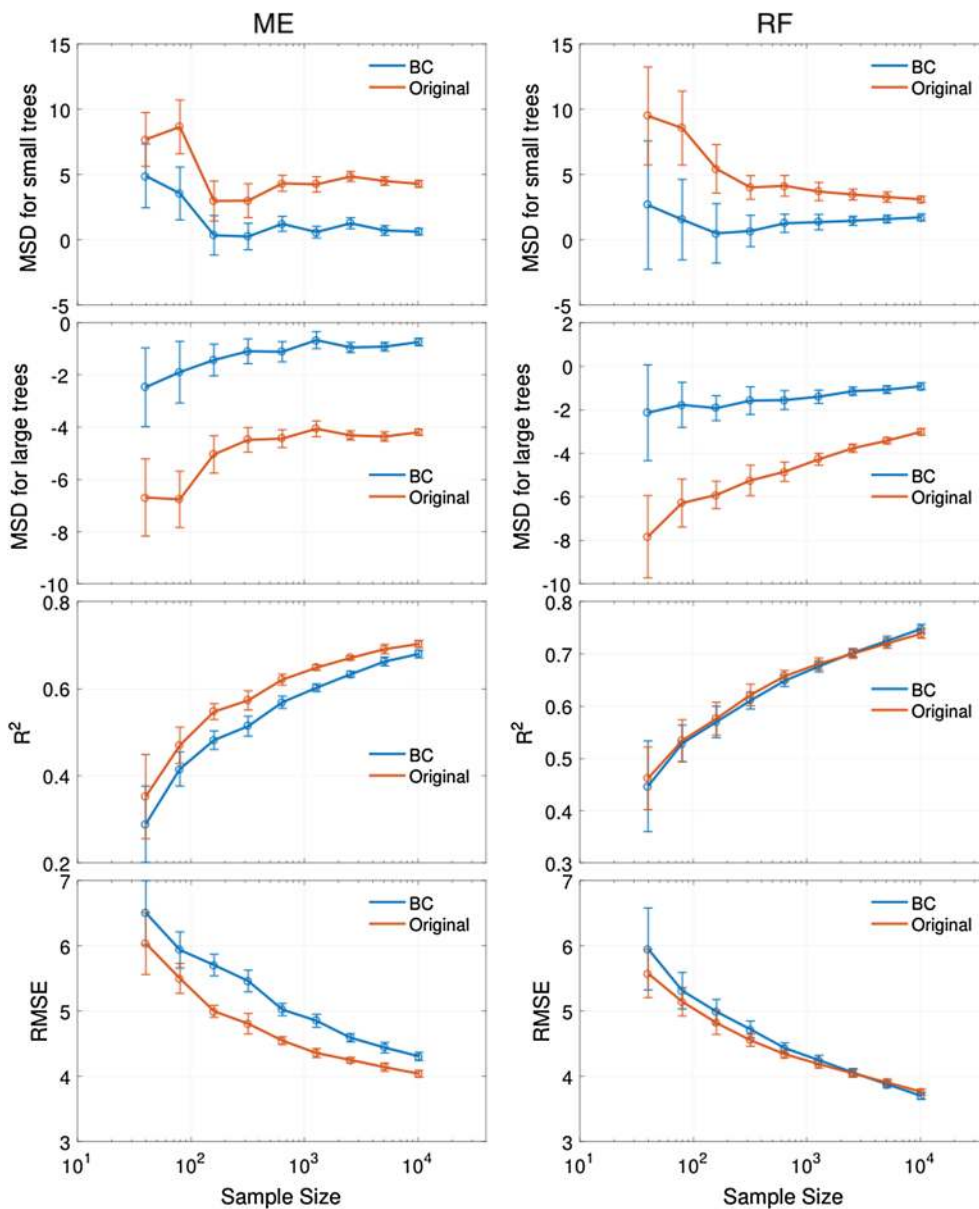 ME
RF
MSD for small trees
15
10
5
0
-5
BC
Original
MSD for small trees
15
10
5
0
-5
BC
Original
MSD for large trees
0
-2
-4
-6
-8
-10
BC
Original
MSD for large trees
2
0
-2
-4
-6
-8
-10
BC
Original
R²
0.8
0.6
0.4
0.2
BC
Original
R²
0.8
0.7
0.6
0.5
0.4
0.3
BC
Original
RMSE
7
6
5
4
3
BC
Original
10¹ 10² 10³ 10⁴
Sample Size
RMSE
7
6
5
4
3
BC
Original
10¹ 10² 10³ 10⁴
Sample Size